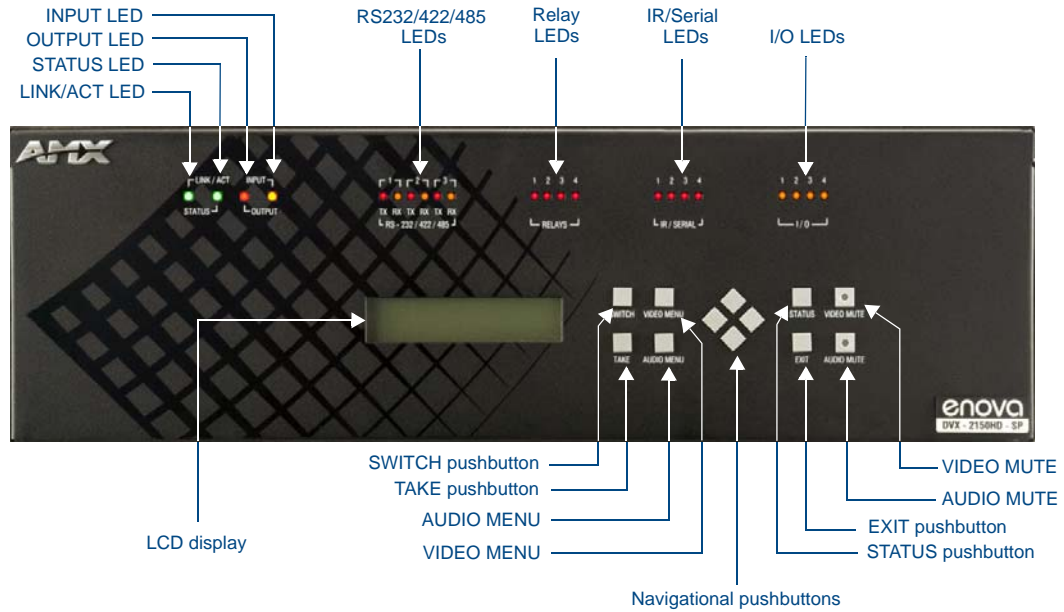 INPUT LED
OUTPUT LED
STATUS LED
LINK/ACT LED
RS232/422/485
LEDs
Relay
LEDs
IR/Serial
LEDs
I/O LEDs
AMX
LINK / ACT INPUT
STATUS OUTPUT
1 2 3
TX RX TX RX TX RX
RS - 232 / 422 / 485
1 2 3 4
RELAYS
1 2 3 4
IR / SERIAL
1 2 3 4
I / O
SWITCH VIDEO MENU
TAKE AUDIO MENU
STATUS VIDEO MUTE
EXIT AUDIO MUTE
enova
DVX - 2150HD - SP
SWITCH pushbutton
TAKE pushbutton
AUDIO MENU
VIDEO MENU
LCD display
VIDEO MUTE
AUDIO MUTE
EXIT pushbutton
STATUS pushbutton
Navigational pushbuttons